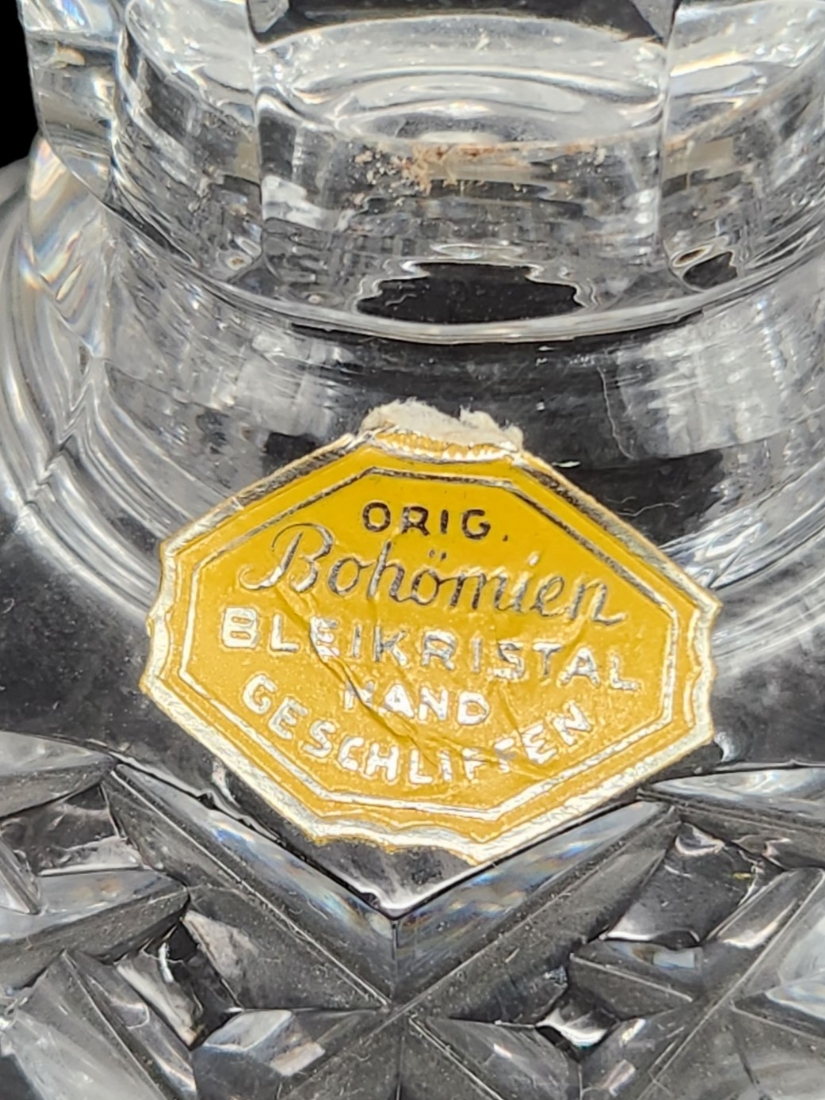 ORIG.
Bohömien
BLEIKRISTAL
HAND
GESCHLIFFEN